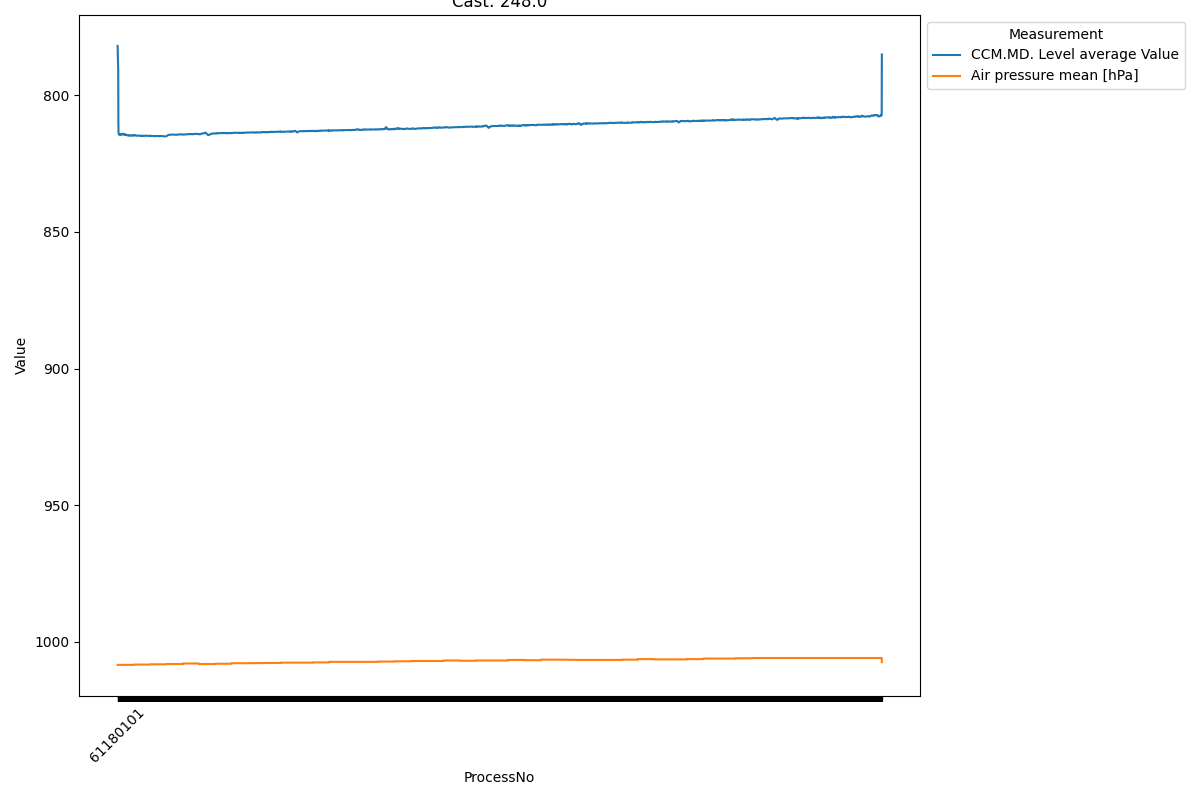 Cast: 248.0
Measurement
CCM.MD. Level average Value
Air pressure mean [hPa]
800
850
900
950
1000
Value
61180101
ProcessNo